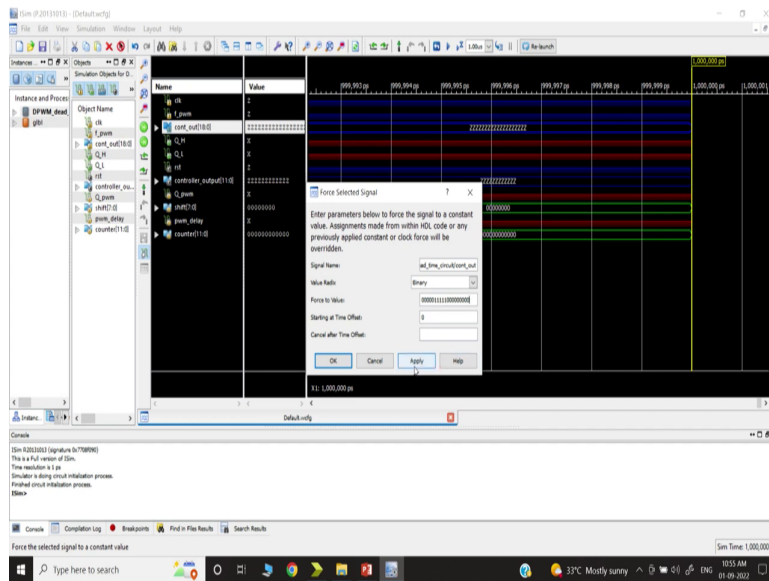 ISim (P.20131013) - [Default.wcfg]
File Edit View Simulation Window Layout Help
1.00us Re-launch
Instances ...
Instance and Process
DPWM_dead_
glbl
Objects
Simulation Objects for D...
Object Name
clk
f_pwm
cont_out[18:0]
Q_H
Q_L
rst
controller_ou...
Q_pwm
shift[7:0]
pwm_delay
counter[11:0]
Name Value
clk Z
f_pwm Z
cont_out[18:0] ZZZZZZZZZZZZZZZZZZ
Q_H X
Q_L X
rst Z
controller_output[11:0] ZZZZZZZZZZZZ
Q_pwm X
shift[7:0] 00000000
pwm_delay X
counter[11:0] 000000000000
1,000,000 ps
999,993 ps 999,994 ps 999,995 ps 999,996 ps 999,997 ps 999,998 ps 999,999 ps 1,000,000 ps 1,000,001
ZZZZZZZZZZZZZZZZZZZ
Force Selected Signal ? X
Enter parameters below to force the signal to a constant
value. Assignments made from within HDL code or any
previously applied constant or clock force will be
overridden.
Signal Name: ad_time_circuit/cont_out
Value Radix: Binary
Force to Value:
Starting at Time Offset: 0
Cancel after Time Offset:
OK Cancel Apply Help
X1: 1,000,000 ps
Instanc...
Default.wcfg
Console
ISim P.20131013 (signature 0x7708f090)
This is a Full version of ISim.
Time resolution is 1 ps
Simulator is doing circuit initialization process.
Finished circuit initialization process.
ISim>
Console Compilation Log Breakpoints Find in Files Results Search Results
Force the selected signal to a constant value
Sim Time: 1,000,000
Type here to search
33°C Mostly sunny ENG
10:55 AM
01-09-2022